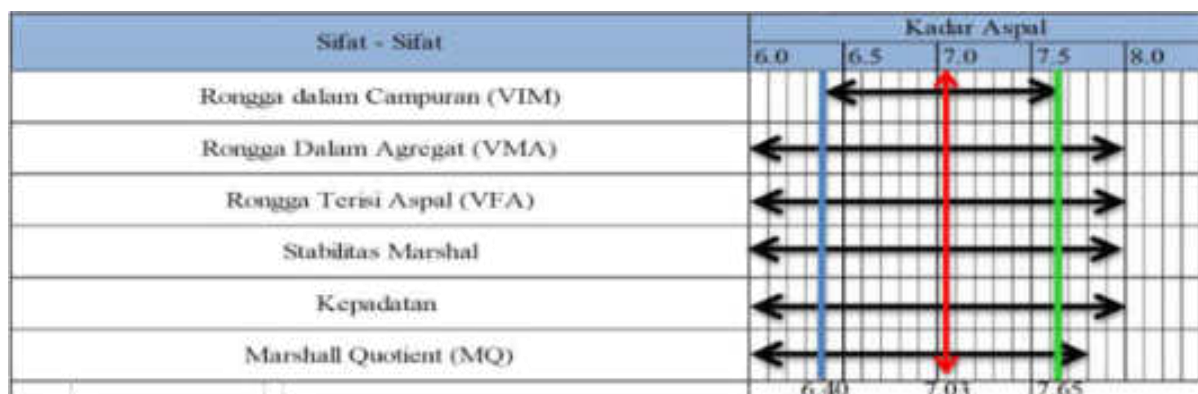 Sifat - Sifat
Kadar Aspal
6.0 6.5 7.0 7.5 8.0
Rongga dalam Campuran (VIM)
Rongga Dalam Agregat (VMA)
Rongga Terisi Aspal (VFA)
Stabilitas Marshal
Kepadatan
Marshall Quotient (MQ)
6.40 7.03 7.65